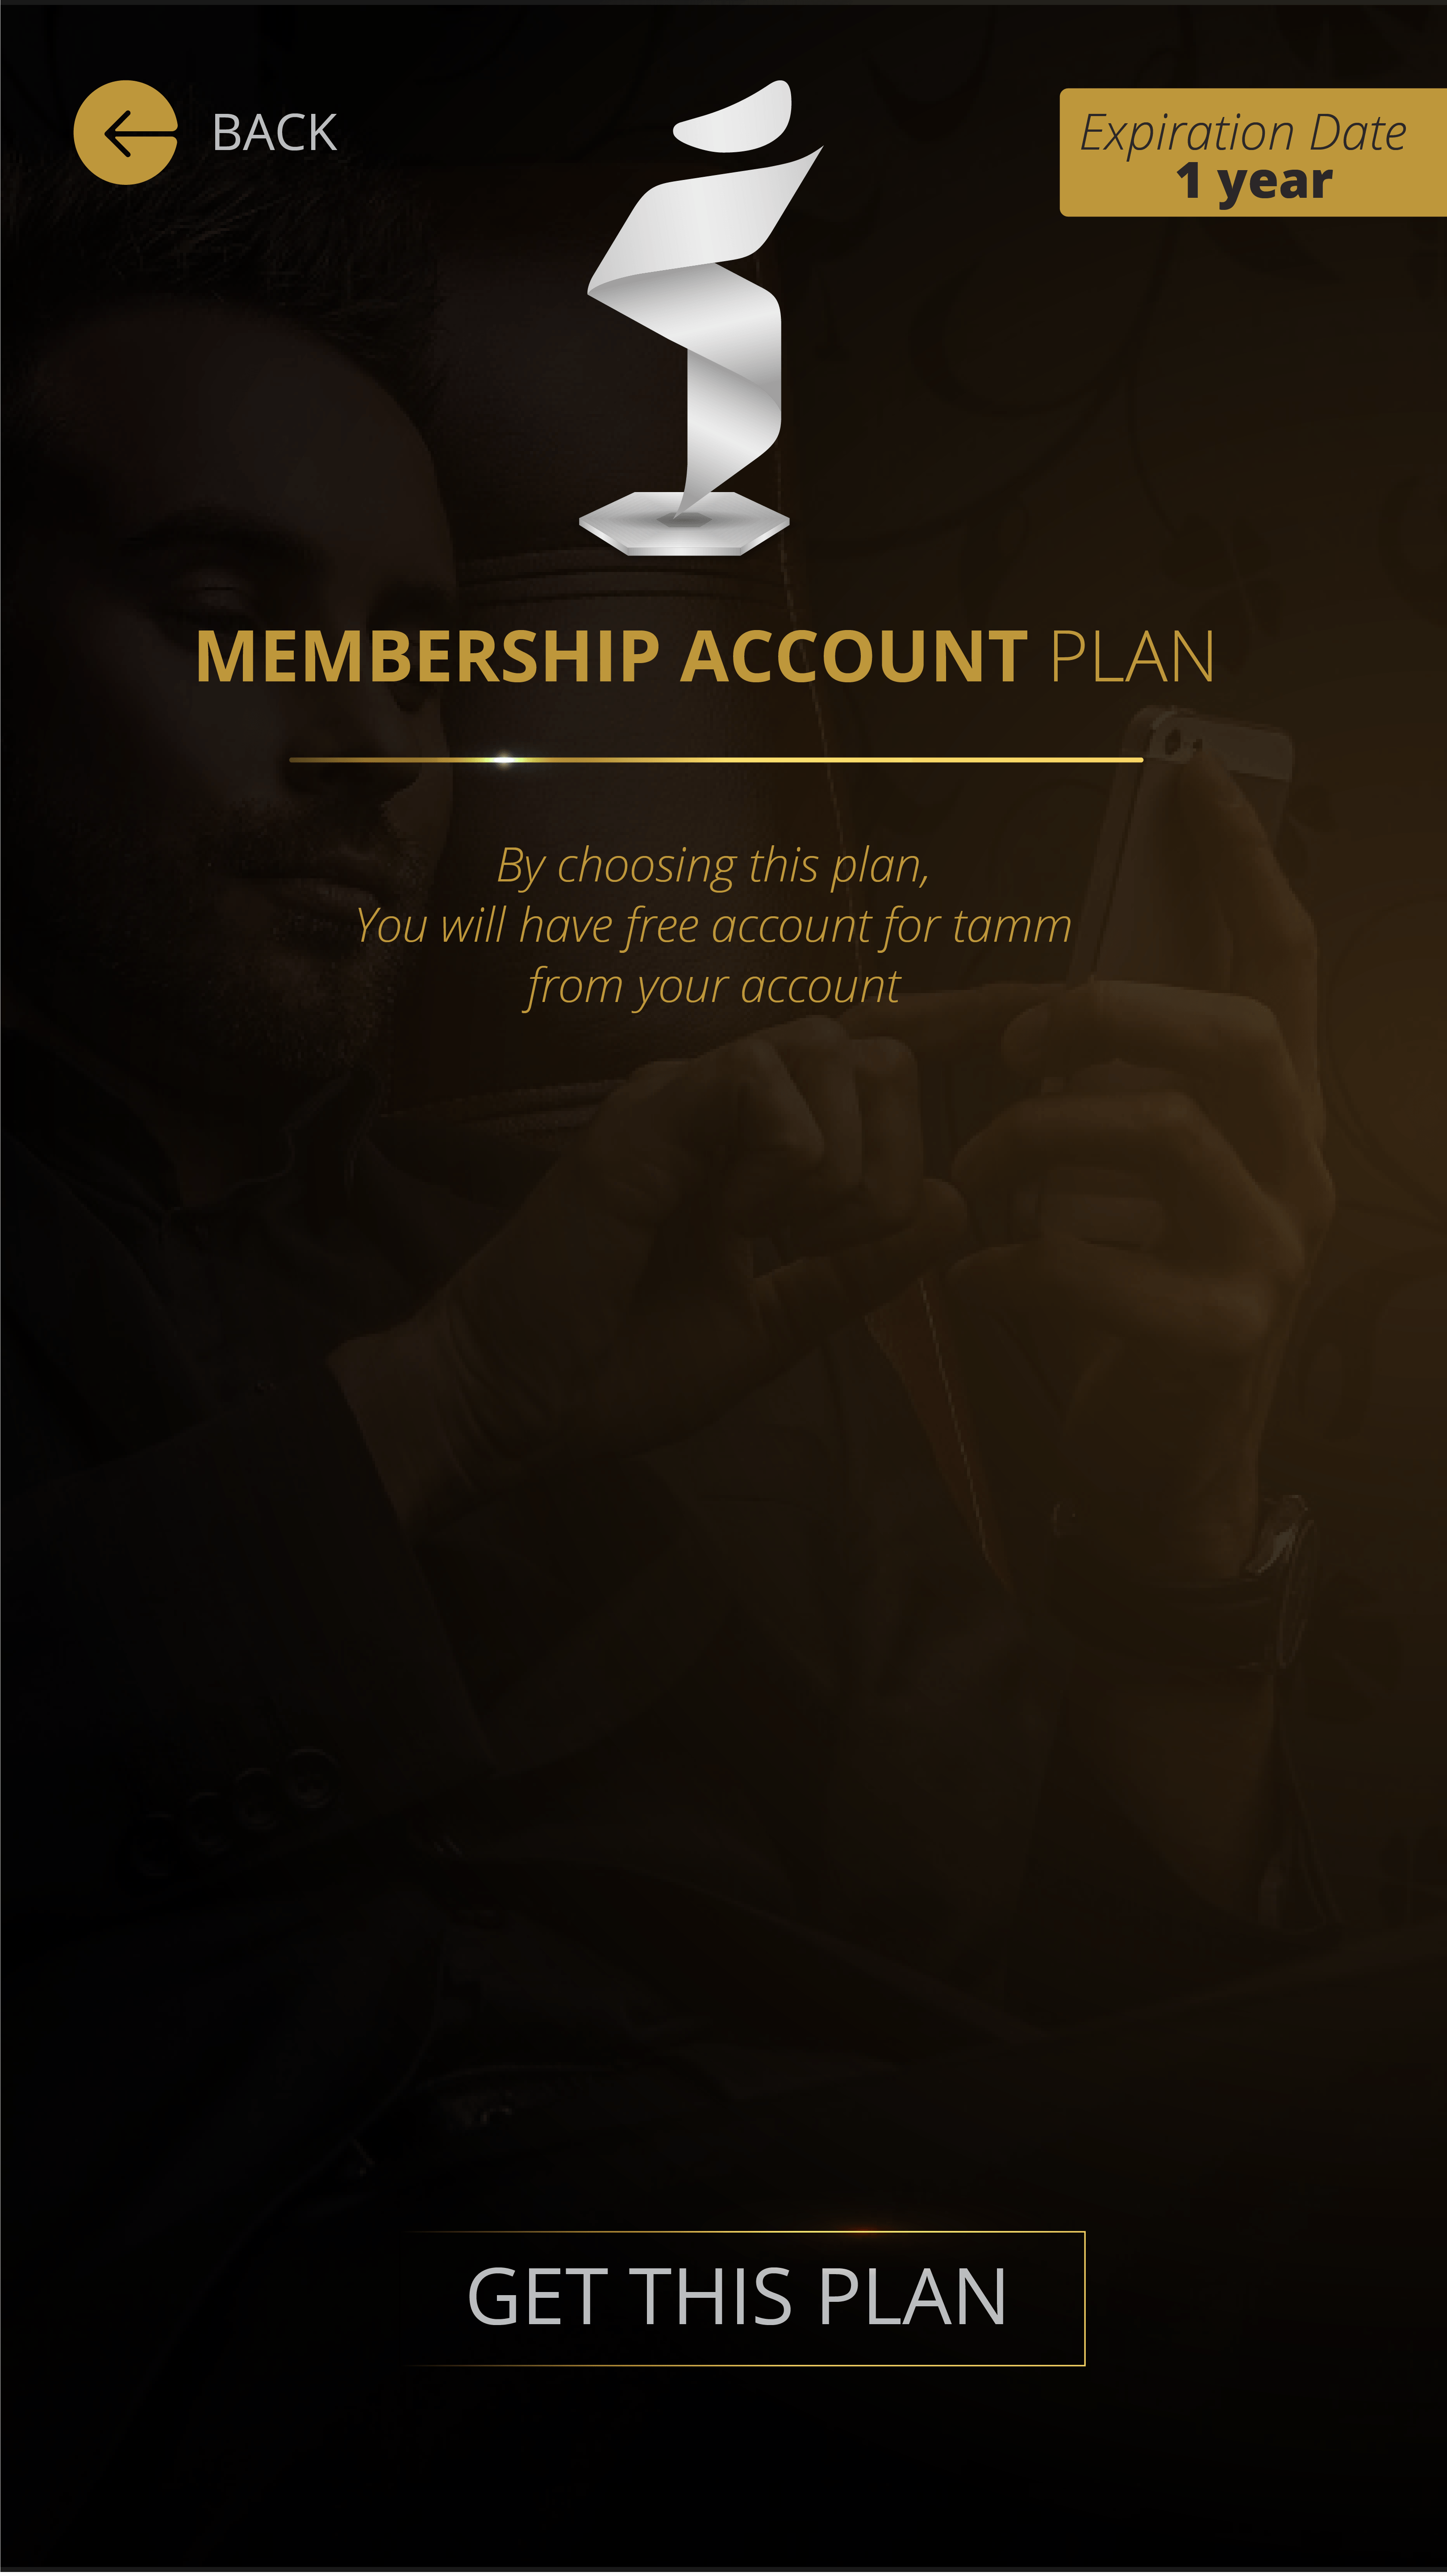 BACK
Expiration Date
1 year
MEMBERSHIP ACCOUNT PLAN
By choosing this plan,
You will have free account for tamm
from your account
GET THIS PLAN